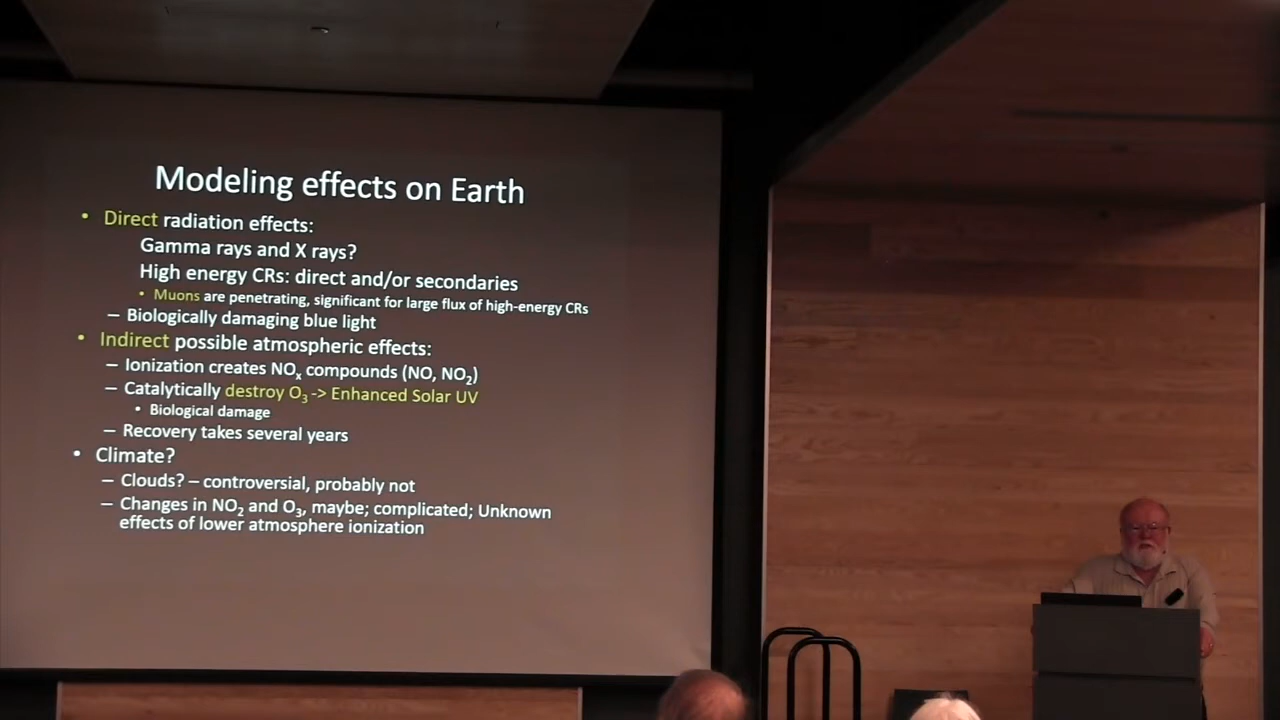 Modeling effects on Earth
• Direct radiation effects:
Gamma rays and X rays?
High energy CRs: direct and/or secondaries
• Muons are penetrating, significant for large flux of high-energy CRs
– Biologically damaging blue light
• Indirect possible atmospheric effects:
– Ionization creates NOₓ compounds (NO, NO₂)
– Catalytically destroy O₃ -> Enhanced Solar UV
• Biological damage
– Recovery takes several years
• Climate?
– Clouds? – controversial, probably not
– Changes in NO₂ and O₃, maybe; complicated; Unknown
effects of lower atmosphere ionization